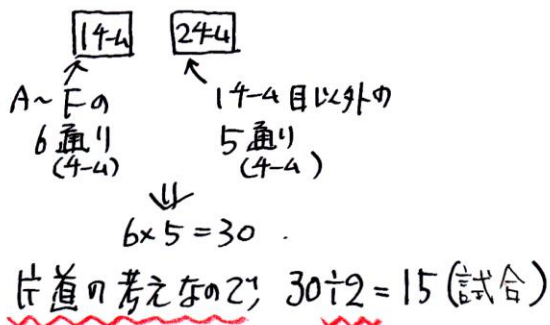 1チーム 2チーム
A～Fの
6通り
(チーム)
1チーム目以外の
5通り
(チーム)
6×5=30.
片道の考えなので、30÷2=15(試合)